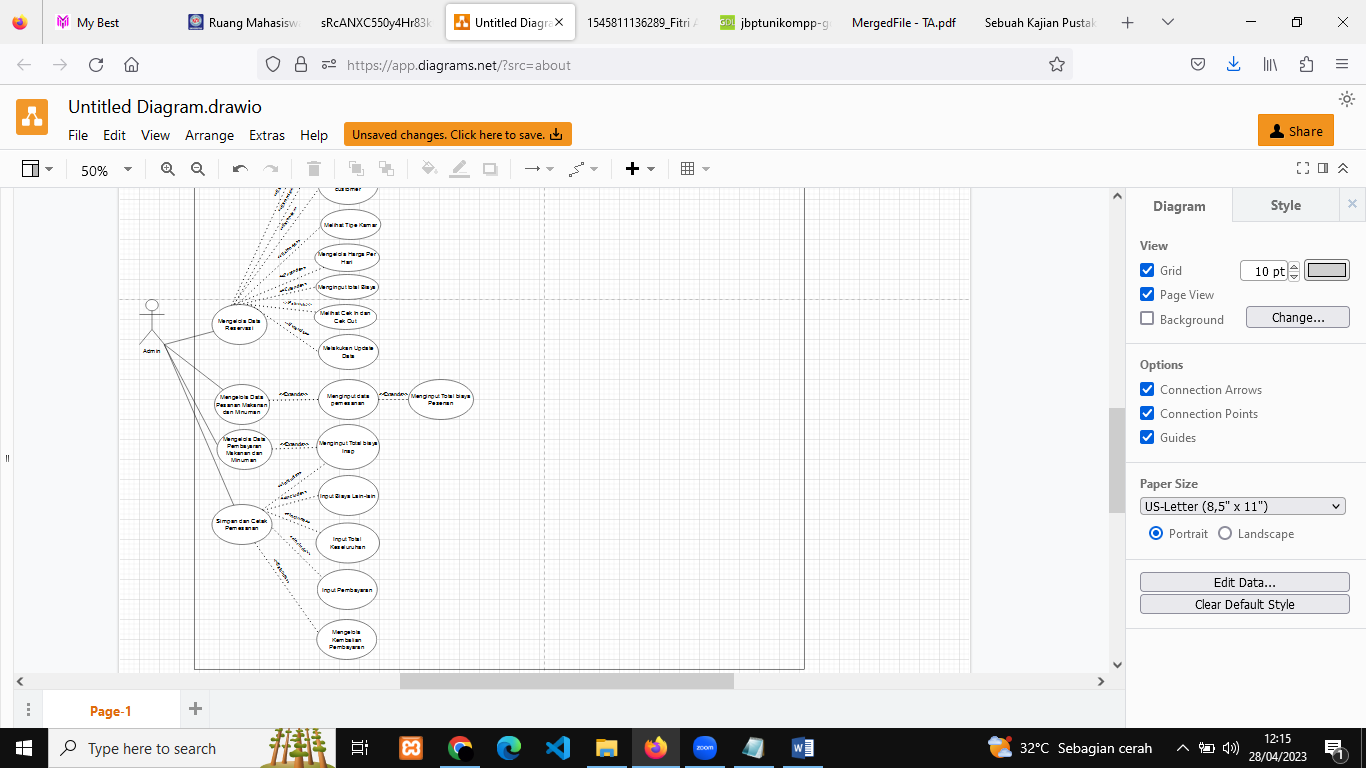 My Best
Ruang Mahasisw
sRcANXC550y4Hr83k
Untitled Diagra
1545811136289_Fitri A
jbptunikompp-g
MergedFile - TA.pdf
Sebuah Kajian Pustak
https://app.diagrams.net/?src=about
Untitled Diagram.drawio
File Edit View Arrange Extras Help
Unsaved changes. Click here to save.
Share
50%
customer
Melihat Tipe Kamar
Mengelola Harga Per
Hari
Menginput total Biaya
Melihat Cek In dan
Cek Out
Mengelola Data
Reservasi
Melakukan Update
Data
Admin
Mengelola Data
Pesanan Makanan
dan Minuman
<<Extends>>
Menginput data
pemesanan
<<Extends>>
Menginput Total biaya
Pesanan
Mengelola Data
Pembayaran
Makanan dan
Minuman
<<Extends>>
Menginput Total biaya
Inap
Input Biaya Lain-lain
Simpan dan Cetak
Pemesanan
Input Total
Keseluruhan
Input Pembayaran
Mengelola
Kembalian
Pembayaran
Diagram
Style
View
Grid
10 pt
Page View
Background
Change...
Options
Connection Arrows
Connection Points
Guides
Paper Size
US-Letter (8,5" x 11")
Portrait
Landscape
Edit Data...
Clear Default Style
Page-1
Type here to search
zoom
32°C Sebagian cerah
12:15
28/04/2023
1